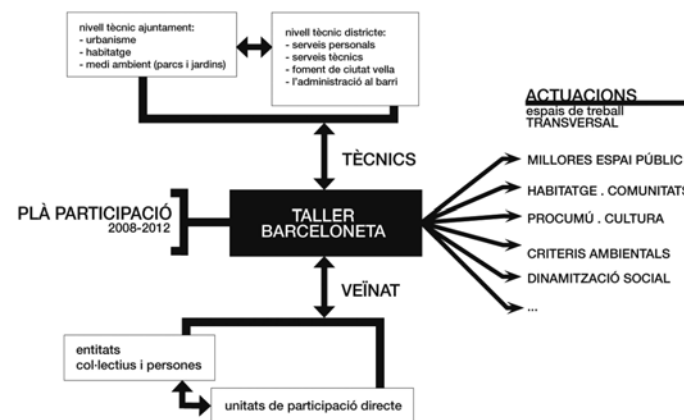 nivell tècnic ajuntament:
- urbanisme
- habitatge
- medi ambient (parcs i jardins)
nivell tècnic districte:
- serveis personals
- serveis tècnics
- foment de ciutat vella
- l'administració al barri
TÈCNICS
PLÀ PARTICIPACIÓ
2008-2012
TALLER
BARCELONETA
VEÏNAT
entitats
col·lectius i persones
unitats de participació directe
ACTUACIONS
espais de treball
TRANSVERSAL
MILLORES ESPAI PÚBLIC
HABITATGE . COMUNITATS
PROCUMÚ . CULTURA
CRITERIS AMBIENTALS
DINAMITZACIÓ SOCIAL
...